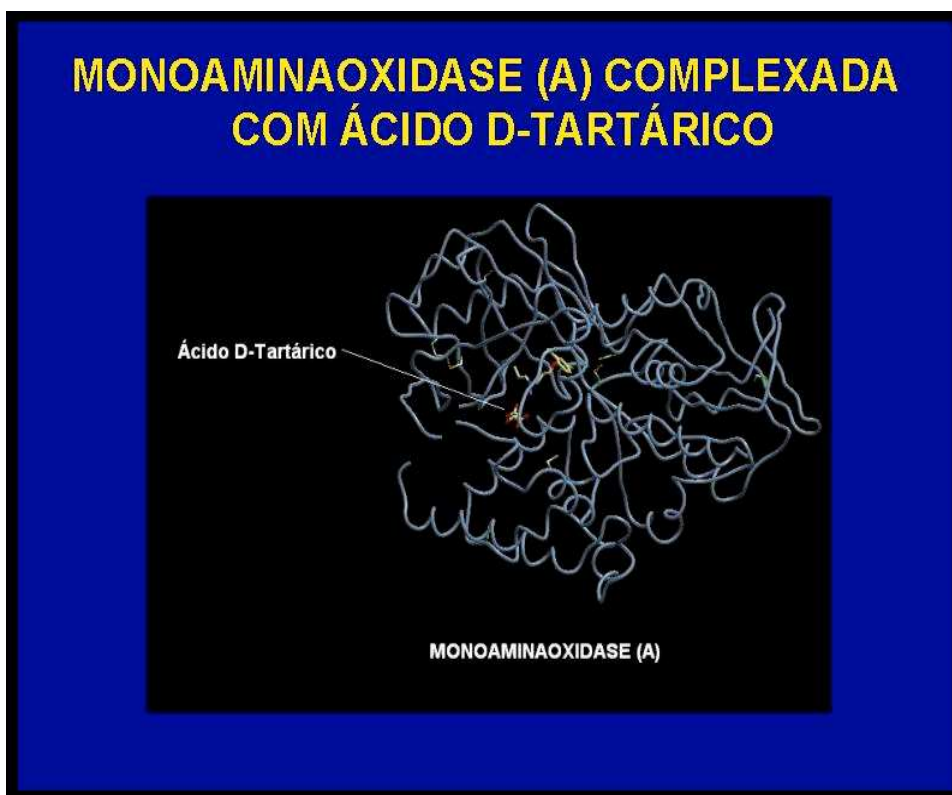 MONOAMINAOXIDASE (A) COMPLEXADA
COM ÁCIDO D-TARTÁRICO
Ácido D-Tartárico
MONOAMINAOXIDASE (A)